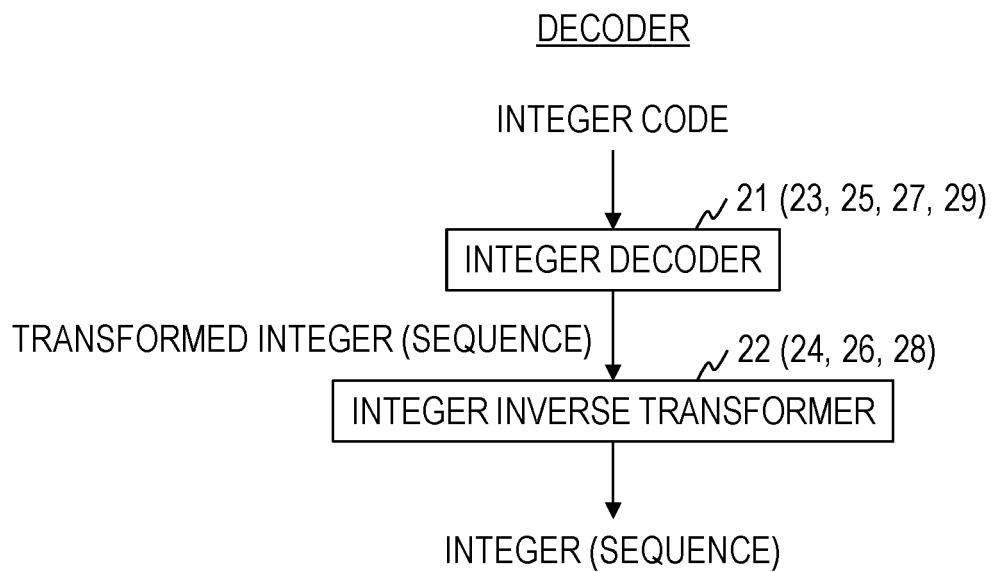 DECODER
INTEGER CODE
21 (23, 25, 27, 29)
INTEGER DECODER
TRANSFORMED INTEGER (SEQUENCE)
22 (24, 26, 28)
INTEGER INVERSE TRANSFORMER
INTEGER (SEQUENCE)